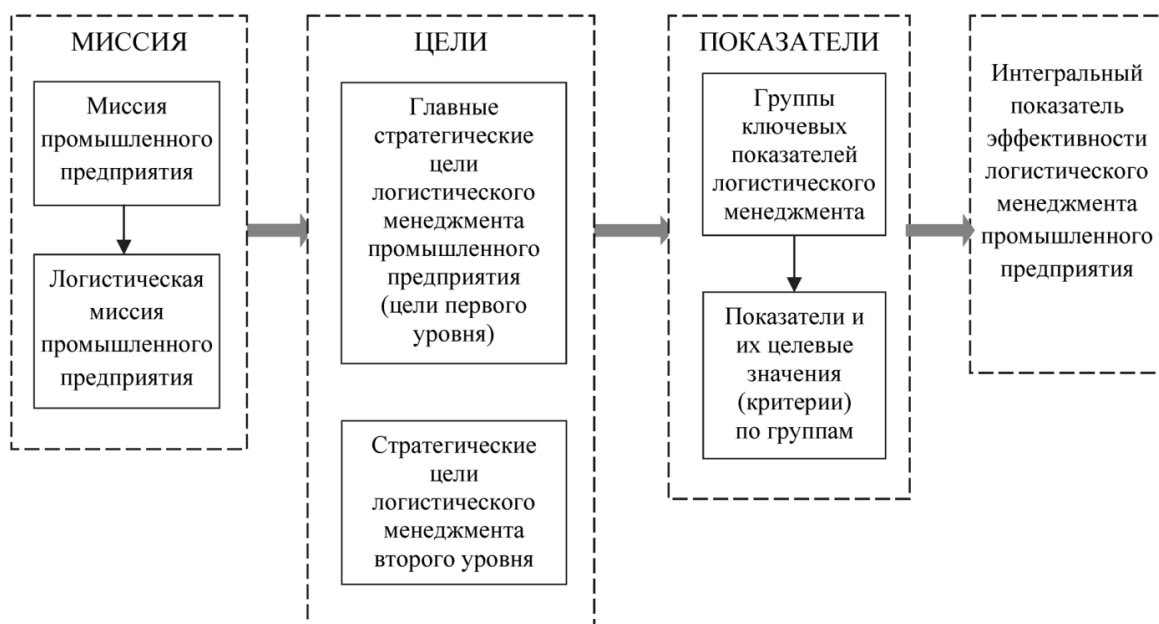 МИССИЯ
Миссия
промышленного
предприятия
Логистическая
миссия
промышленного
предприятия
ЦЕЛИ
Главные
стратегические
цели
логистического
менеджмента
промышленного
предприятия
(цели первого
уровня)
Стратегические
цели
логистического
менеджмента
второго уровня
ПОКАЗАТЕЛИ
Группы
ключевых
показателей
логистического
менеджмента
Показатели и
их целевые
значения
(критерии)
по группам
Интегральный
показатель
эффективности
логистического
менеджмента
промышленного
предприятия